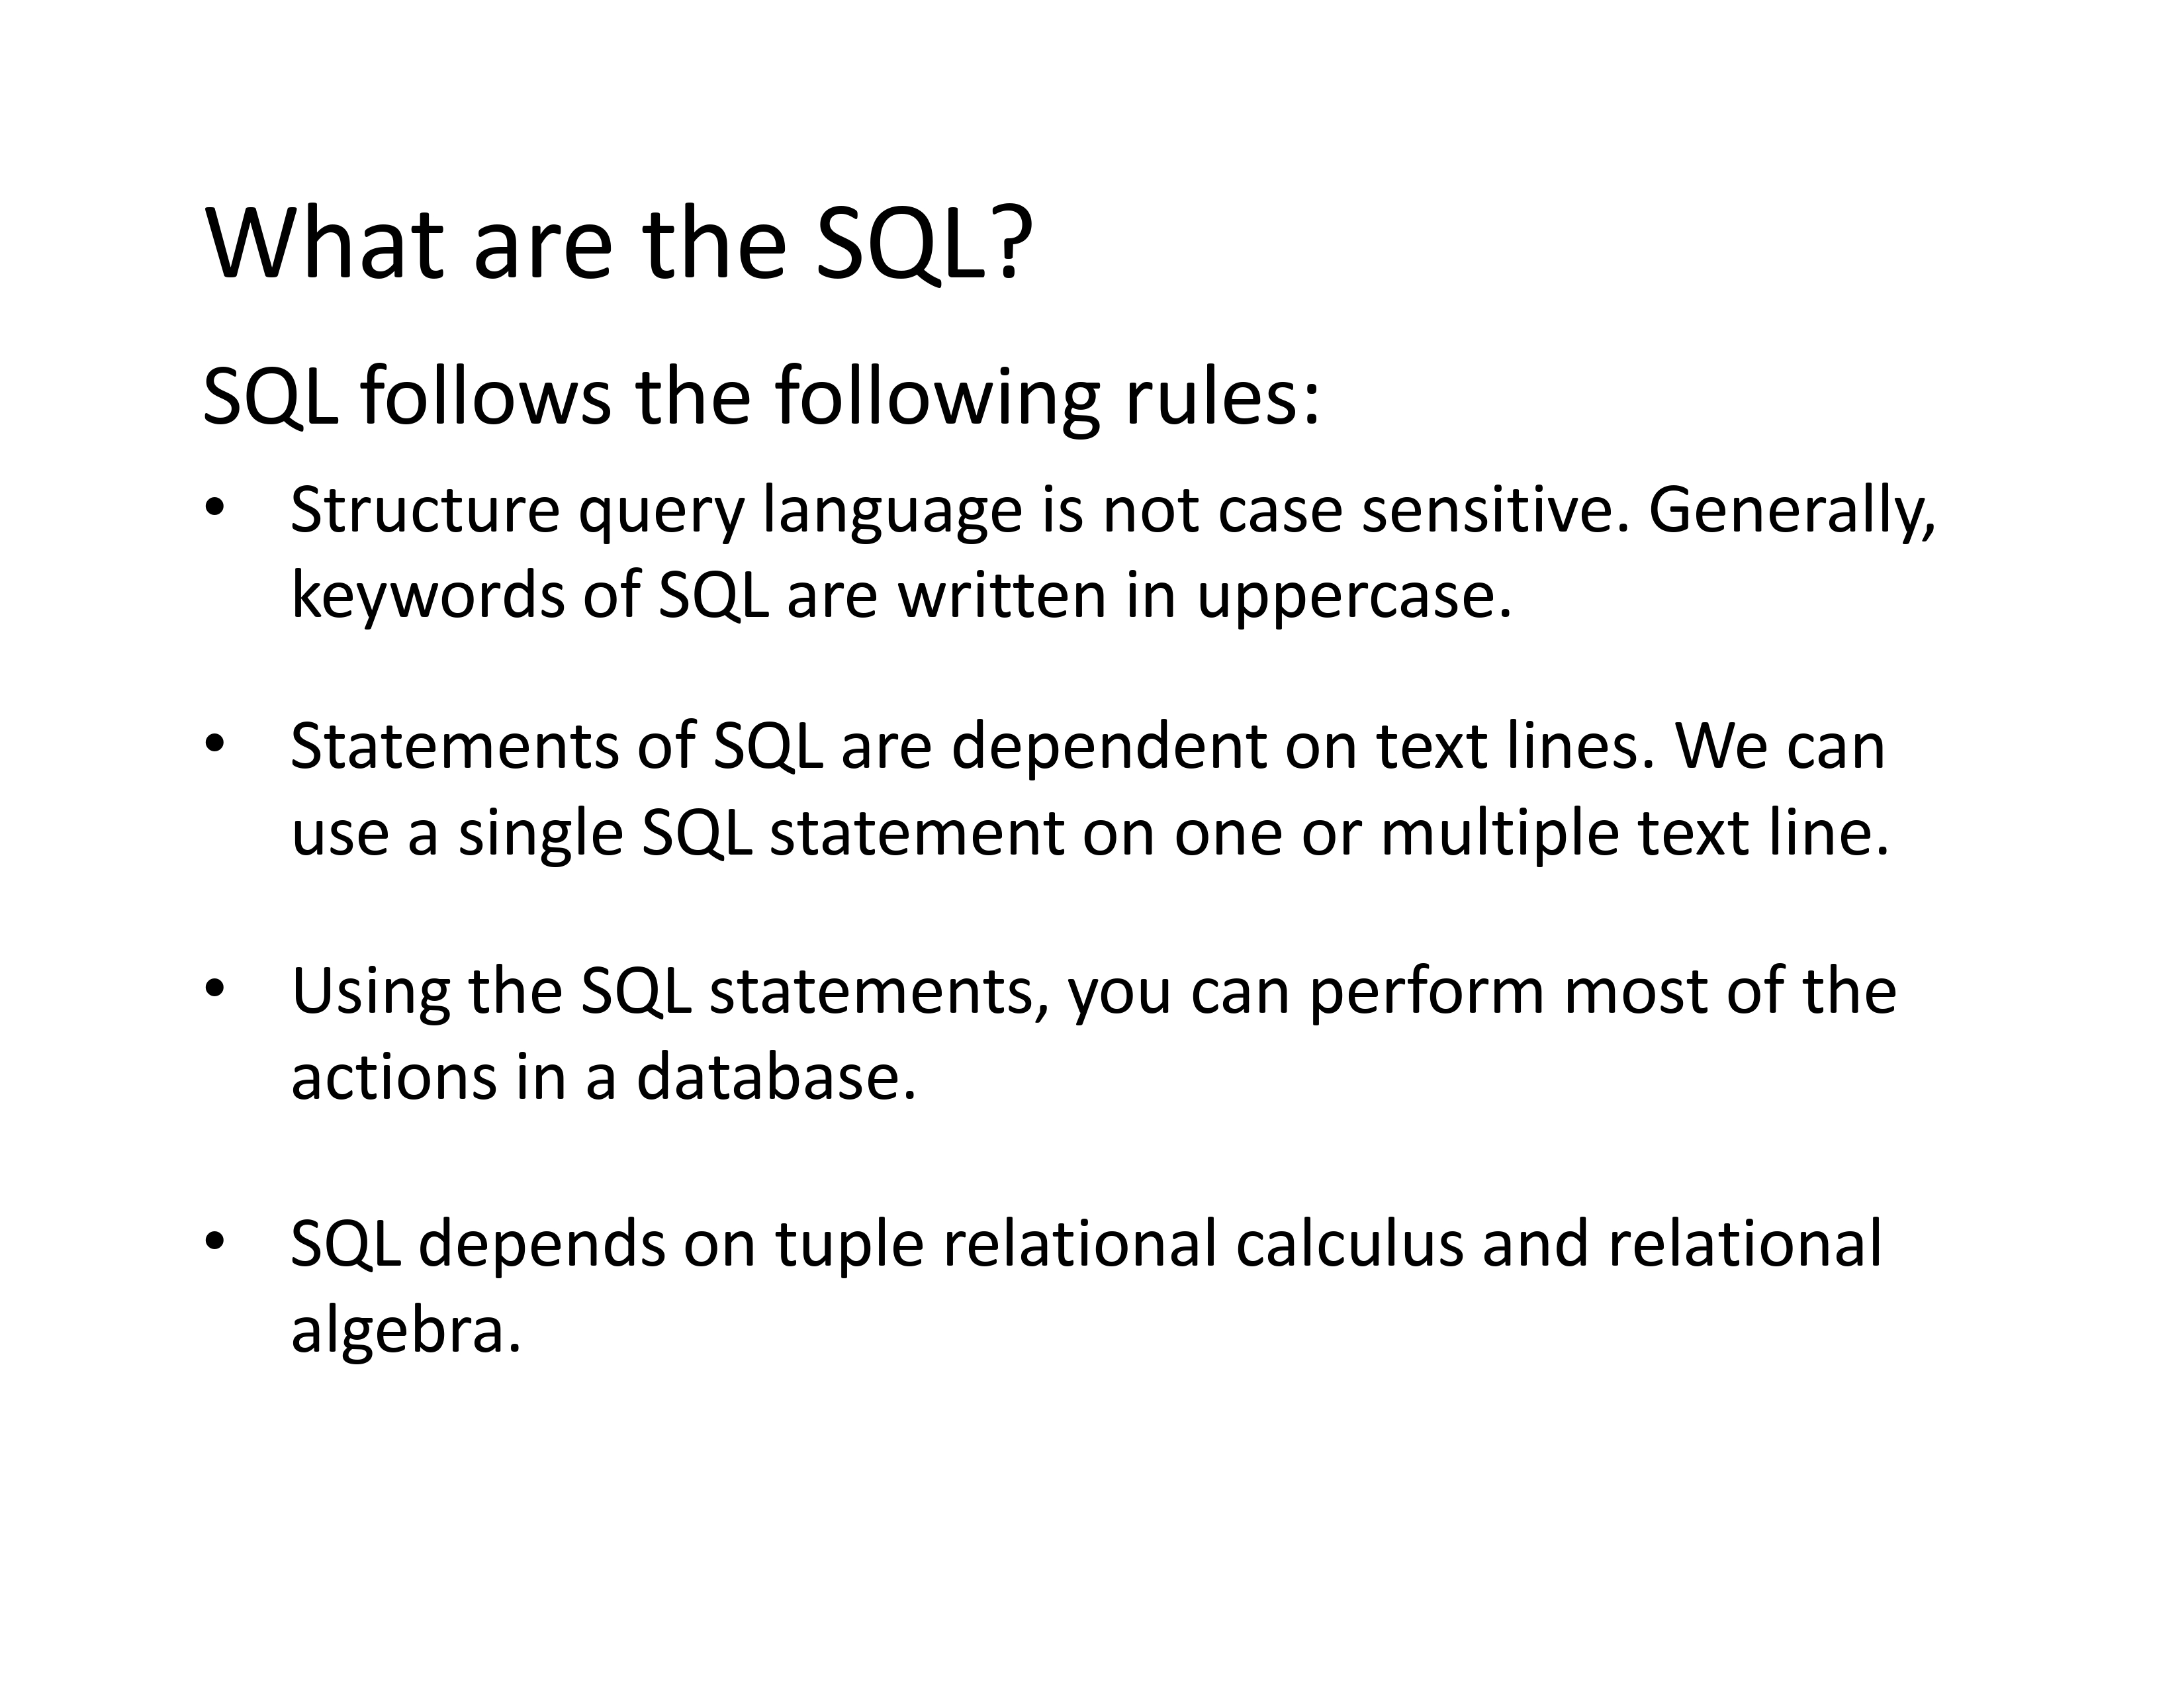 What are the SQL?
SQL follows the following rules:
• Structure query language is not case sensitive. Generally,
keywords of SQL are written in uppercase.
• Statements of SQL are dependent on text lines. We can
use a single SQL statement on one or multiple text line.
• Using the SQL statements, you can perform most of the
actions in a database.
• SQL depends on tuple relational calculus and relational
algebra.